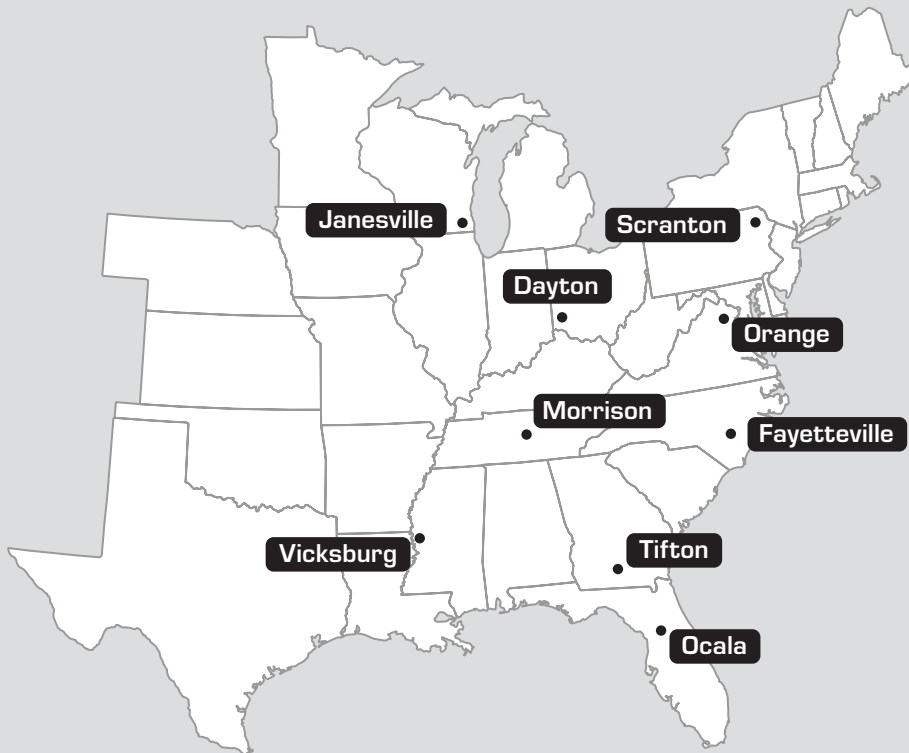 Janesville
Scranton
Dayton
Orange
Morrison
Fayetteville
Vicksburg
Tifton
Ocala